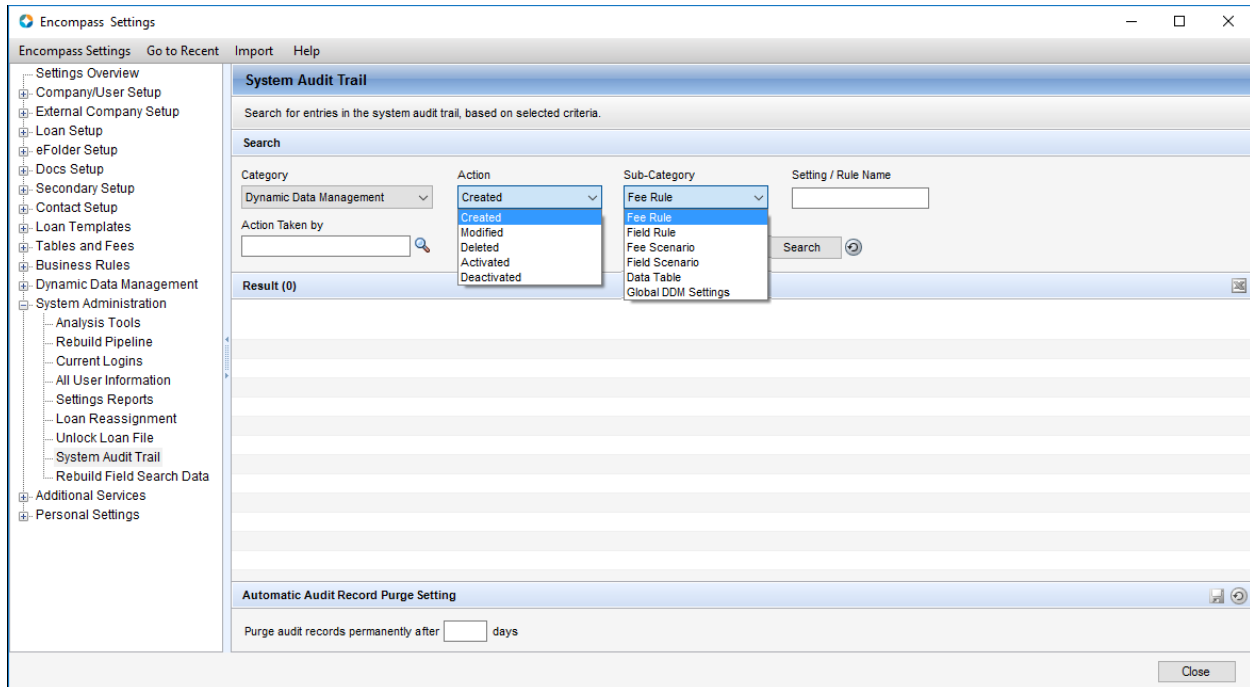 Encompass Settings
Encompass Settings Go to Recent Import Help
Settings Overview
Company/User Setup
External Company Setup
Loan Setup
eFolder Setup
Docs Setup
Secondary Setup
Contact Setup
Loan Templates
Tables and Fees
Business Rules
Dynamic Data Management
System Administration
Analysis Tools
Rebuild Pipeline
Current Logins
All User Information
Settings Reports
Loan Reassignment
Unlock Loan File
System Audit Trail
Rebuild Field Search Data
Additional Services
Personal Settings
System Audit Trail
Search for entries in the system audit trail, based on selected criteria.
Search
Category Action Sub-Category Setting / Rule Name
Dynamic Data Management Created Fee Rule
Action Taken by
Created
Modified
Deleted
Activated
Deactivated
Fee Rule
Field Rule
Fee Scenario
Field Scenario
Data Table
Global DDM Settings
Search
Result (0)
Automatic Audit Record Purge Setting
Purge audit records permanently after days
Close